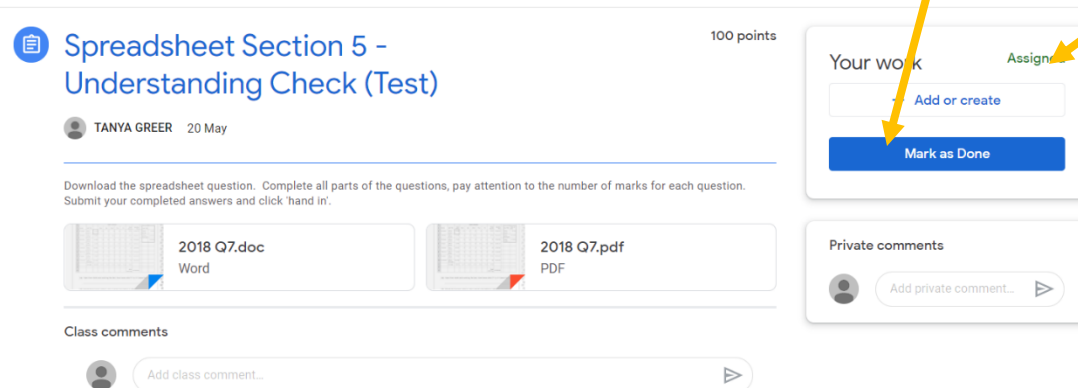 Spreadsheet Section 5 -
Understanding Check (Test)
100 points
TANYA GREER 20 May
Download the spreadsheet question. Complete all parts of the questions, pay attention to the number of marks for each question.
Submit your completed answers and click 'hand in'.
2018 Q7.doc
Word
2018 Q7.pdf
PDF
Class comments
Add class comment...
Your work
Assigned
+ Add or create
Mark as Done
Private comments
Add private comment...